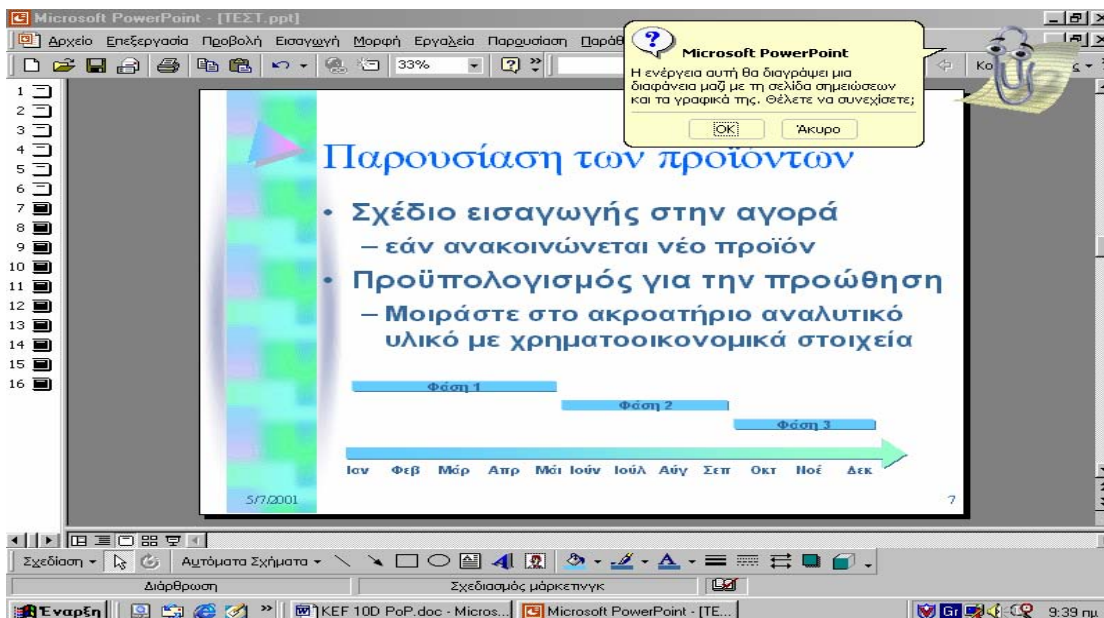 Microsoft PowerPoint - [ΤΕΣΤ.ppt]
Αρχείο Επεξεργασία Προβολή Εισαγωγή Μορφή Εργαλεία Παρουσίαση Παράθ
33%
Κο
Microsoft PowerPoint
Η ενέργεια αυτή θα διαγράψει μια
διαφάνεια μαζί με τη σελίδα σημειώσεων
και τα γραφικά της. Θέλετε να συνεχίσετε;
OK Άκυρο
1
2
3
4
5
6
7
8
9
10
11
12
13
14
15
16
Παρουσίαση των προϊόντων
• Σχέδιο εισαγωγής στην αγορά
– εάν ανακοινώνεται νέο προϊόν
• Προϋπολογισμός για την προώθηση
– Μοιράστε στο ακροατήριο αναλυτικό
υλικό με χρηματοοικονομικά στοιχεία
Φάση 1
Φάση 2
Φάση 3
Ιαν Φεβ Μάρ Απρ Μάι Ιούν Ιούλ Αύγ Σεπ Οκτ Νοέ Δεκ
5/7/2001 7
Σχεδίαση Αυτόματα Σχήματα
Διάρθρωση Σχεδιασμός μάρκετινγκ
Έναρξη KEF 10D PoP.doc - Micros... Microsoft PowerPoint - [ΤΕ... Gr 9:39 πμ